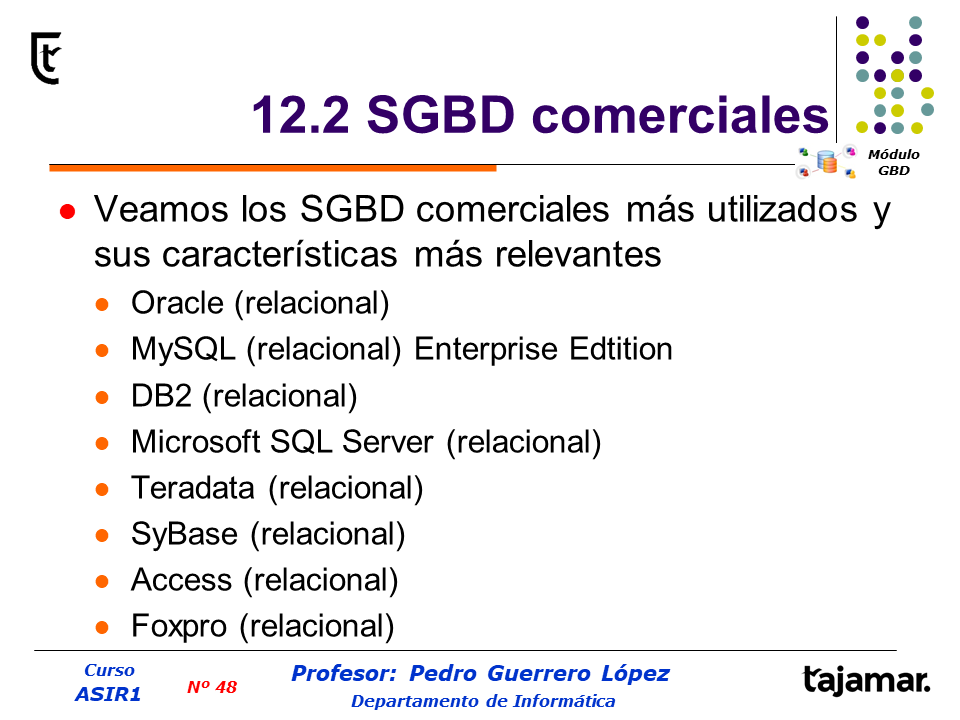 12.2 SGBD comerciales
Módulo
GBD
Veamos los SGBD comerciales más utilizados y
sus características más relevantes
Oracle (relacional)
MySQL (relacional) Enterprise Edtition
DB2 (relacional)
Microsoft SQL Server (relacional)
Teradata (relacional)
SyBase (relacional)
Access (relacional)
Foxpro (relacional)
Curso
ASIR1
Nº 48
Profesor: Pedro Guerrero López
Departamento de Informática
tajamar.